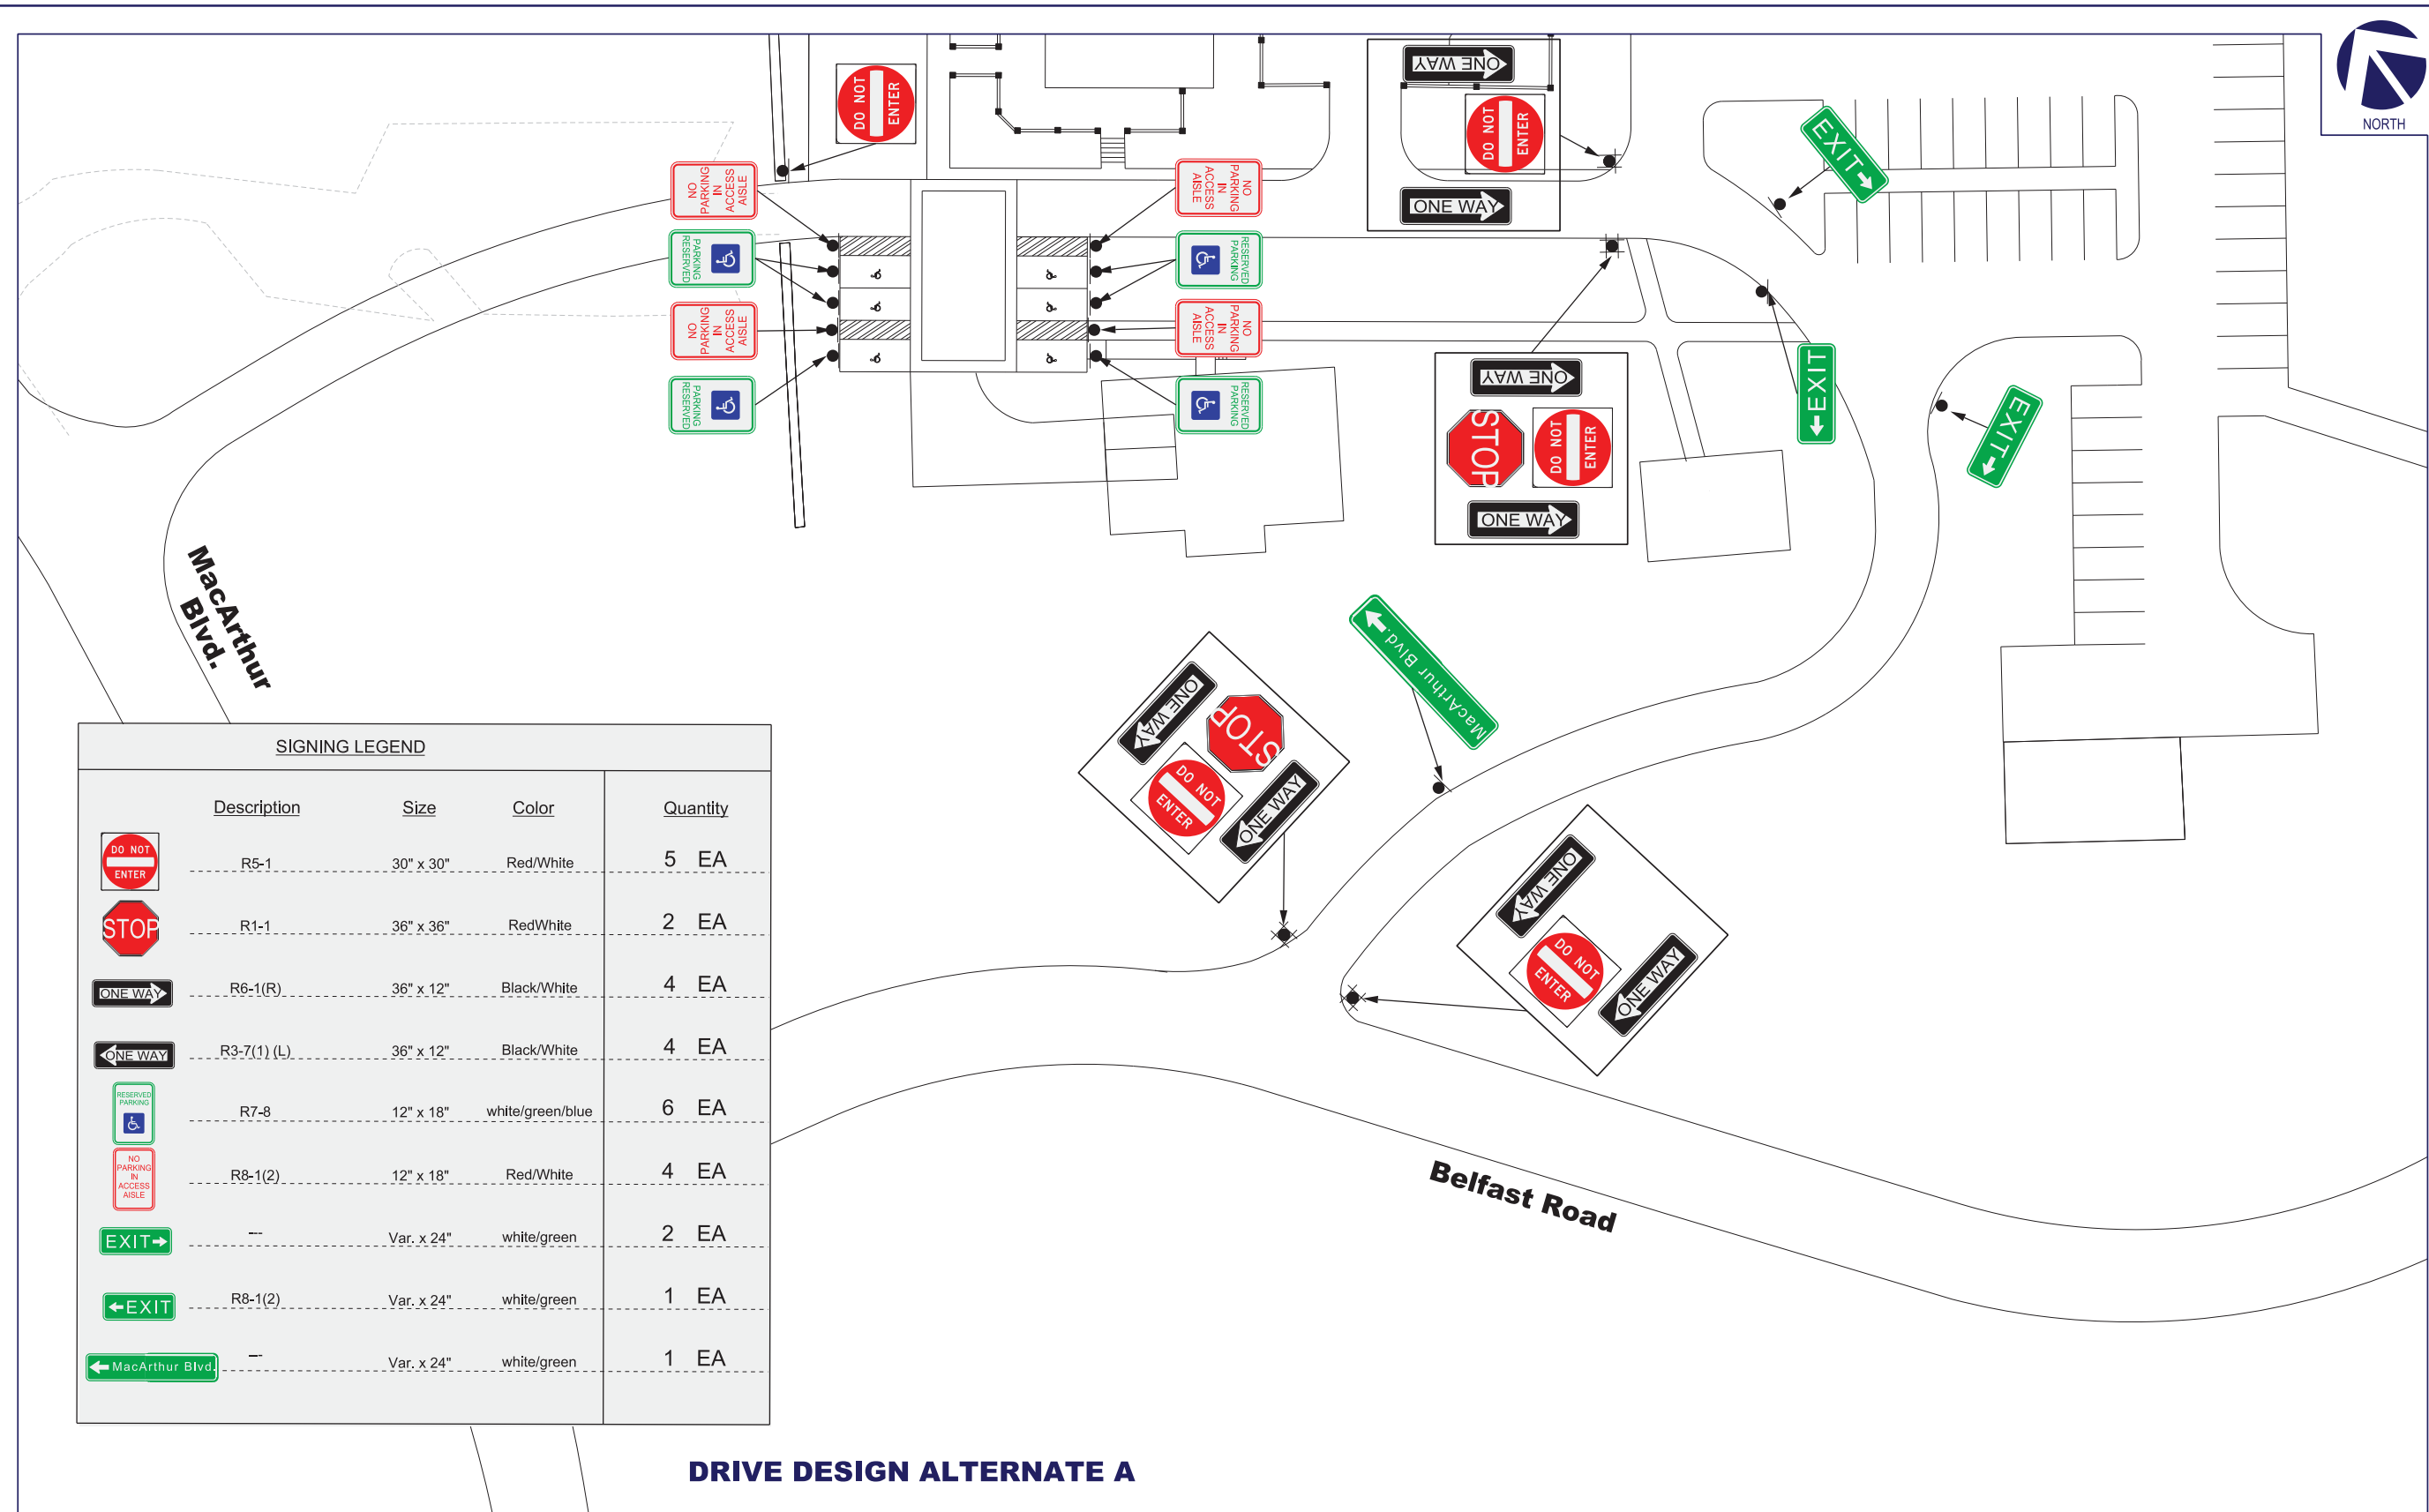 NORTH
DO NOT
ENTER
ONE WAY
DO NOT
ENTER
ONE WAY
EXIT
NO
PARKING
IN
ACCESS
AISLE
NO
PARKING
IN
ACCESS
AISLE
RESERVED
PARKING
RESERVED
PARKING
NO
PARKING
IN
ACCESS
AISLE
NO
PARKING
IN
ACCESS
AISLE
RESERVED
PARKING
RESERVED
PARKING
ONE WAY
STOP
DO NOT
ENTER
ONE WAY
EXIT
EXIT
MacArthur
Blvd.
MacArthur Blvd.
ONE WAY
STOP
DO NOT
ENTER
ONE WAY
ONE WAY
DO NOT
ENTER
ONE WAY
Belfast Road
SIGNING LEGEND
Description Size Color Quantity
DO NOT
ENTER
R5-1 30" x 30" Red/White 5 EA
STOP R1-1 36" x 36" RedWhite 2 EA
ONE WAY R6-1(R) 36" x 12" Black/White 4 EA
ONE WAY R3-7(1) (L) 36" x 12" Black/White 4 EA
RESERVED
PARKING
R7-8 12" x 18" white/green/blue 6 EA
NO
PARKING
IN
ACCESS
AISLE
R8-1(2) 12" x 18" Red/White 4 EA
EXIT --- Var. x 24" white/green 2 EA
EXIT R8-1(2) Var. x 24" white/green 1 EA
MacArthur Blvd. --- Var. x 24" white/green 1 EA
DRIVE DESIGN ALTERNATE A